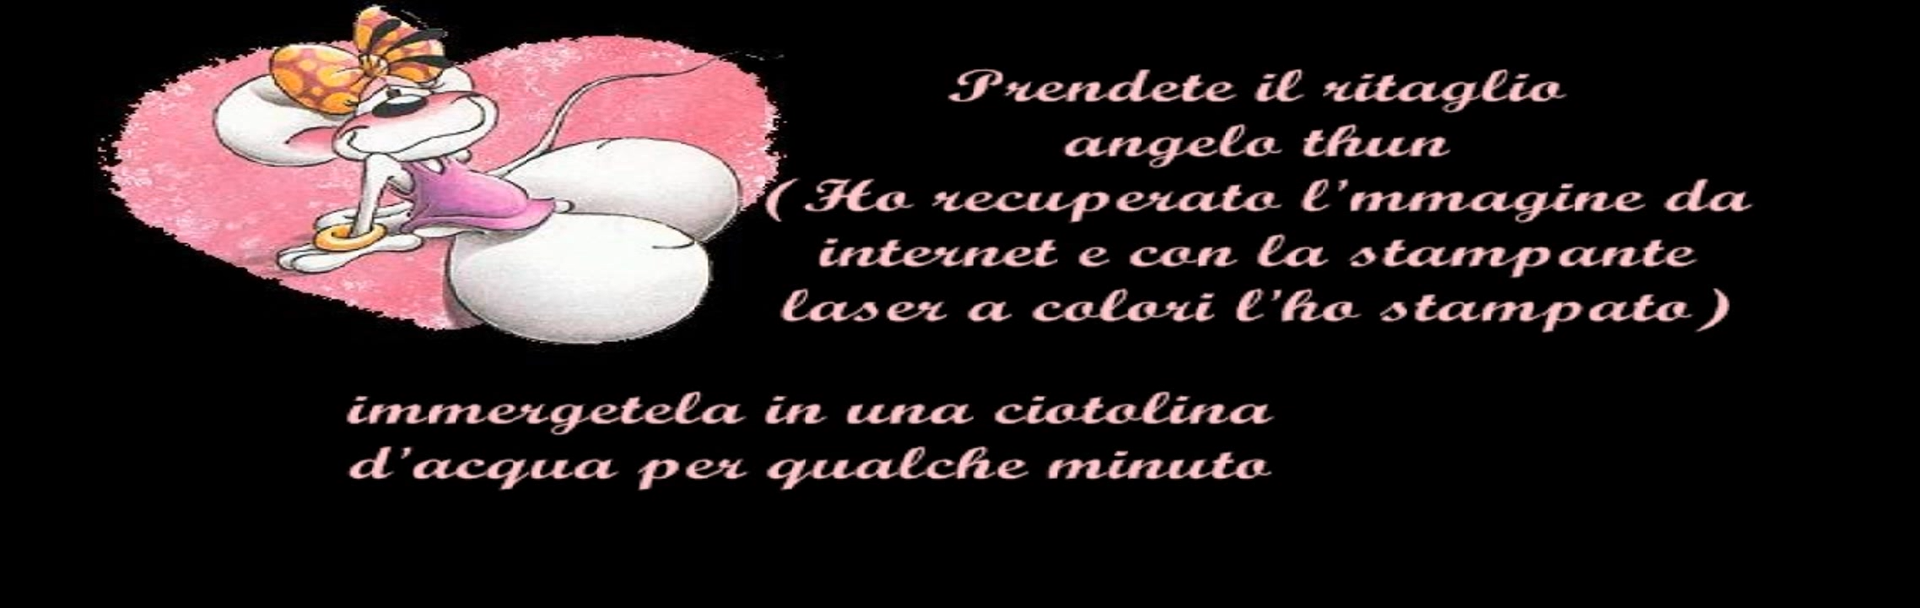 Prendete il ritaglio
angelo thun
(Ho recuperato l'mmagine da
internet e con la stampante
laser a colori l'ho stampato)
immergetela in una ciotolina
d'acqua per qualche minuto